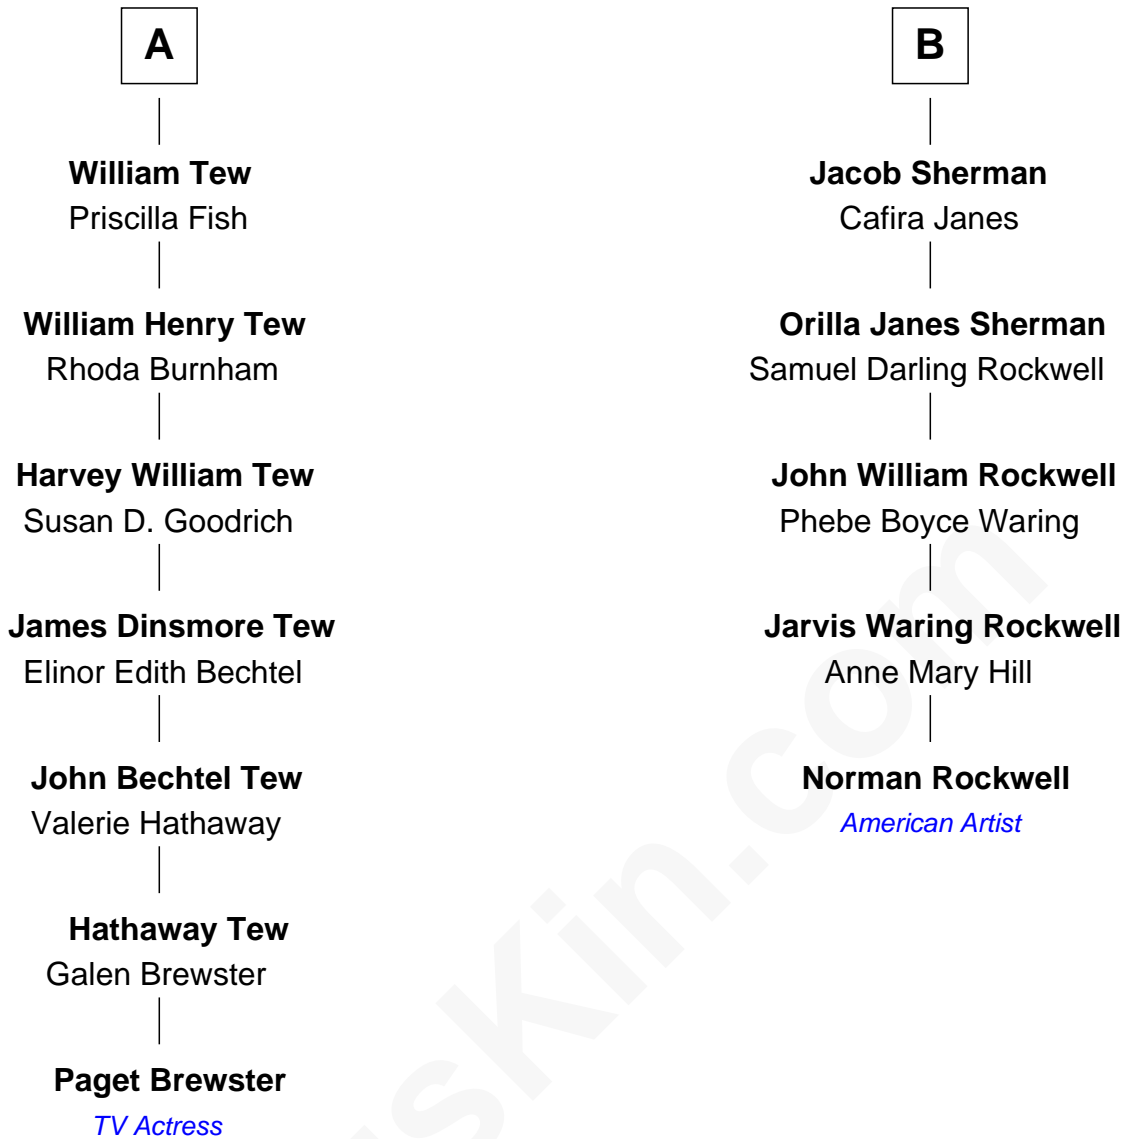 A
William Tew
Priscilla Fish
William Henry Tew
Rhoda Burnham
Harvey William Tew
Susan D. Goodrich
James Dinsmore Tew
Elinor Edith Bechtel
John Bechtel Tew
Valerie Hathaway
Hathaway Tew
Galen Brewster
Paget Brewster
TV Actress
B
Jacob Sherman
Cafira Janes
Orilla Janes Sherman
Samuel Darling Rockwell
John William Rockwell
Phebe Boyce Waring
Jarvis Waring Rockwell
Anne Mary Hill
Norman Rockwell
American Artist
sKin.com